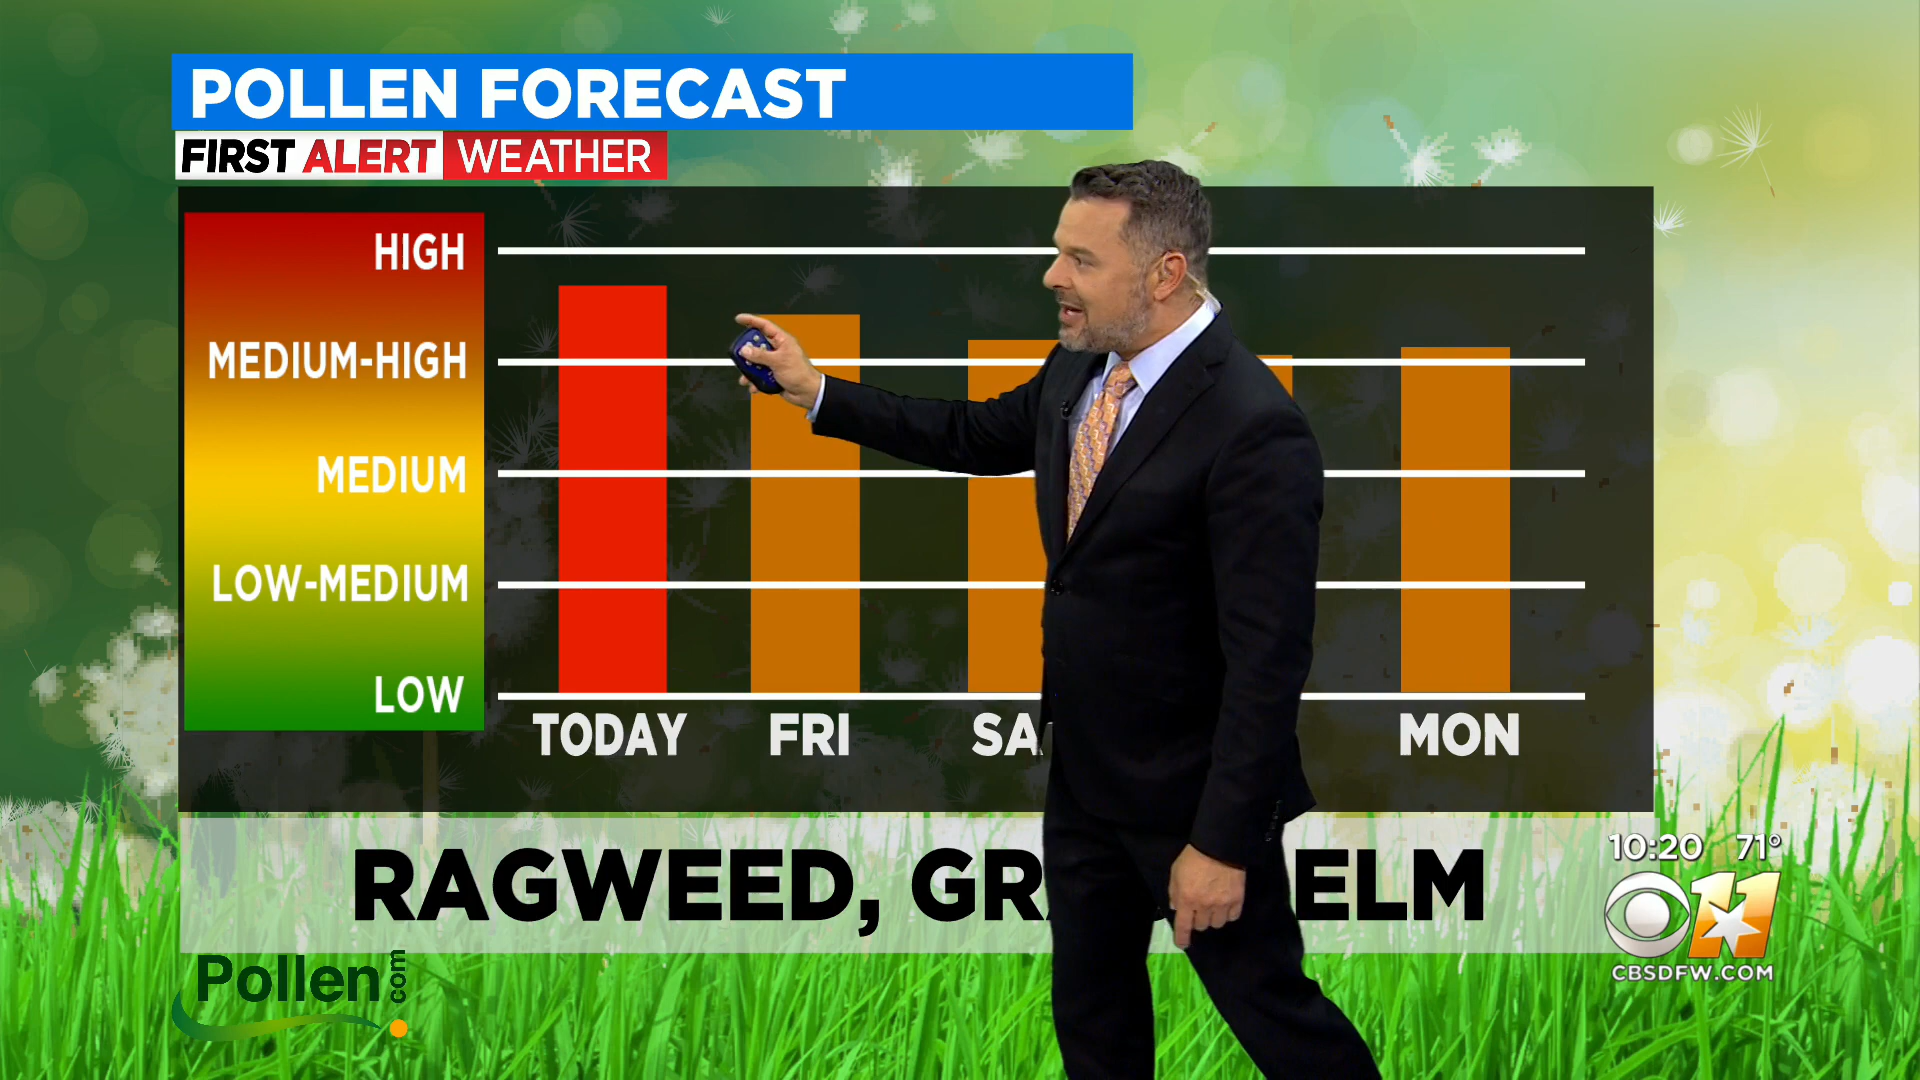 POLLEN FORECAST
FIRST ALERT WEATHER
HIGH
MEDIUM-HIGH
MEDIUM
LOW-MEDIUM
LOW
TODAY FRI MON
RAGWEED, ELM
10:20 71°
11
CBSDFW.COM
Pollen.com